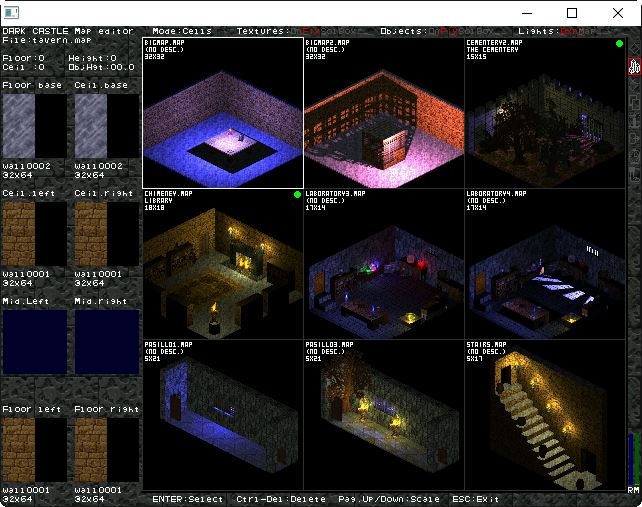 DARK CASTLE Map editor
File:tavern.map
Mode:Cells
Textures:
Objects:
Lights:
Floor:0
Height:0
Ceil :0
ObjHgt:00.0
Floor base
Ceil.base
Wall0002
32x64
Wall0002
32x64
Ceil.left
Ceil.right
Wall0001
32x64
Wall0001
32x64
Mid.Left
Mid.right
Floor left
Floor right
Wall0001
32x64
Wall0001
32x64
BIGMAP.MAP
(NO DESC.)
32X32
BIGMAP2.MAP
(NO DESC.)
32X32
CEMENTERY2.MAP
THE CEMENTERY
15X15
CHIMENEY.MAP
LIBRARY
18X18
LABORATORY3.MAP
(NO DESC.)
17X14
LABORATORY4.MAP
(NO DESC.)
17X14
PASILLO1.MAP
(NO DESC.)
5X21
PASILLO3.MAP
(NO DESC.)
5X21
STAIRS.MAP
(NO DESC.)
5X17
RM
ENTER:Select Ctrl-Del:Delete Pag.Up/Down:Scale ESC:Exit